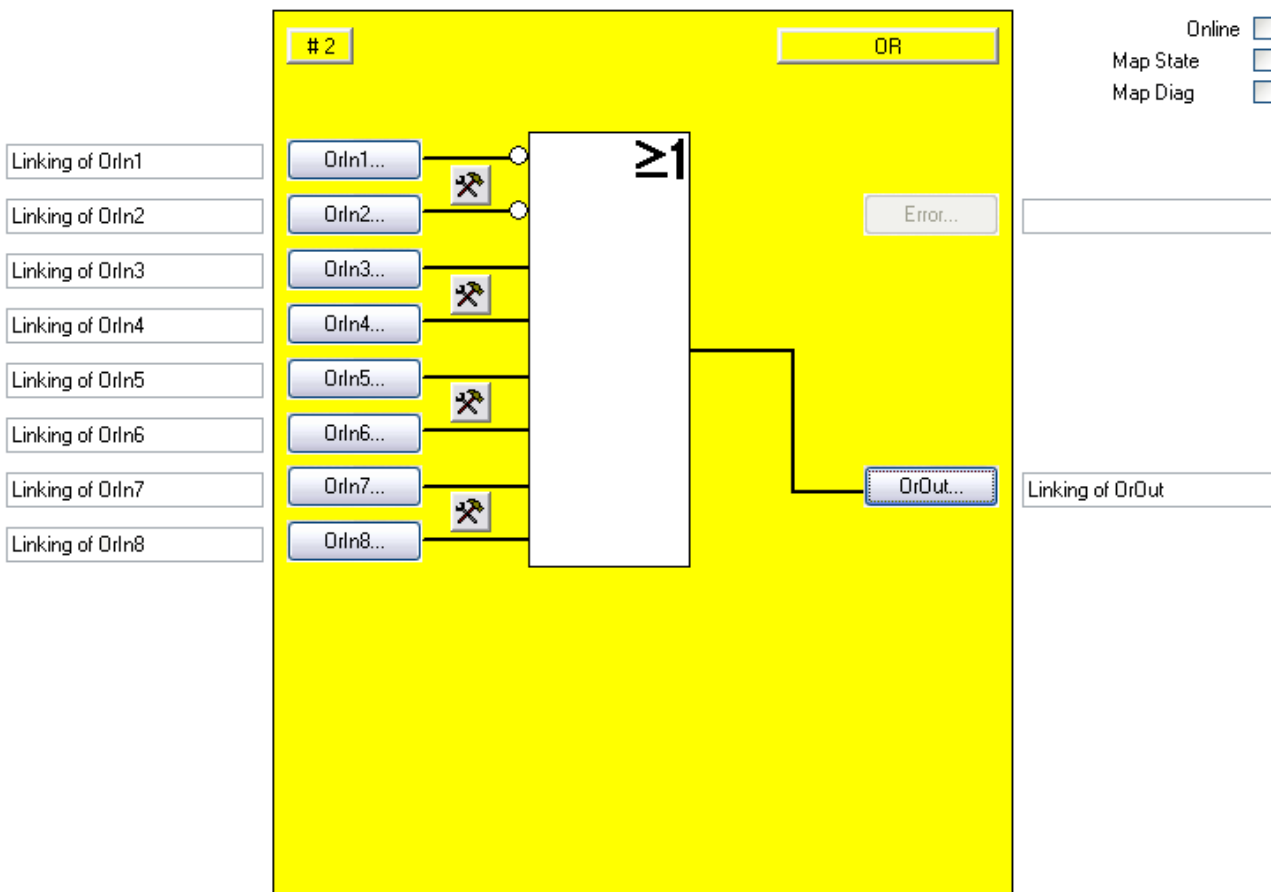 # 2
OR
Online
Map State
Map Diag
≥1
Linking of OrIn1
OrIn1...
Linking of OrIn2
OrIn2...
Error...
Linking of OrIn3
OrIn3...
Linking of OrIn4
OrIn4...
Linking of OrIn5
OrIn5...
Linking of OrIn6
OrIn6...
Linking of OrIn7
OrIn7...
OrOut...
Linking of OrOut
Linking of OrIn8
OrIn8...